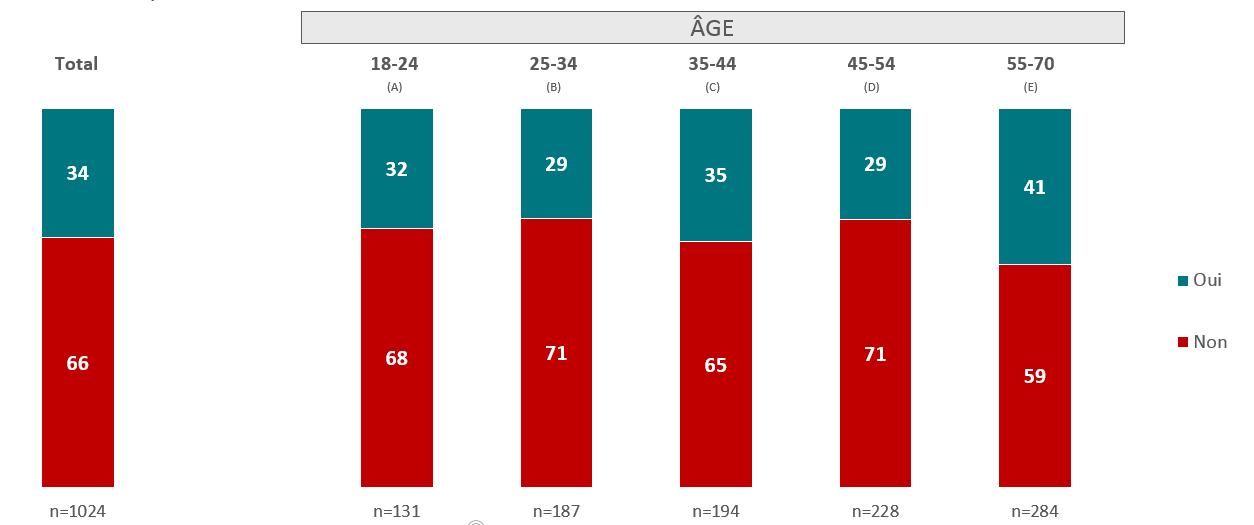 ÂGE
Total 18-24 25-34 35-44 45-54 55-70
(A) (B) (C) (D) (E)
34 32 29 35 29 41
66 68 71 65 71 59
Oui
Non
n=1024 n=131 n=187 n=194 n=228 n=284